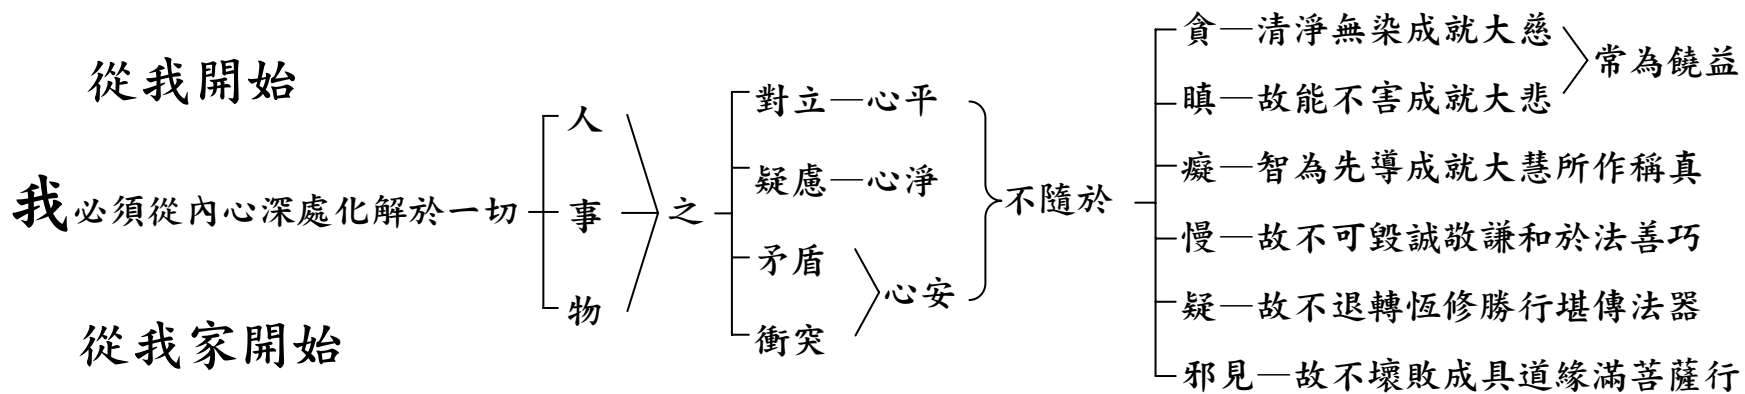 從我開始
我必須從內心深處化解於一切
從我家開始
人
事
物
之
對立—心平
疑慮—心淨
矛盾
衝突
心安
不隨於
貪—清淨無染成就大慈
瞋—故能不害成就大悲
常為饒益
癡—智為先導成就大慧所作稱真
慢—故不可毀誠敬謙和於法善巧
疑—故不退轉恆修勝行堪傳法器
邪見—故不壞敗成具道緣滿菩薩行